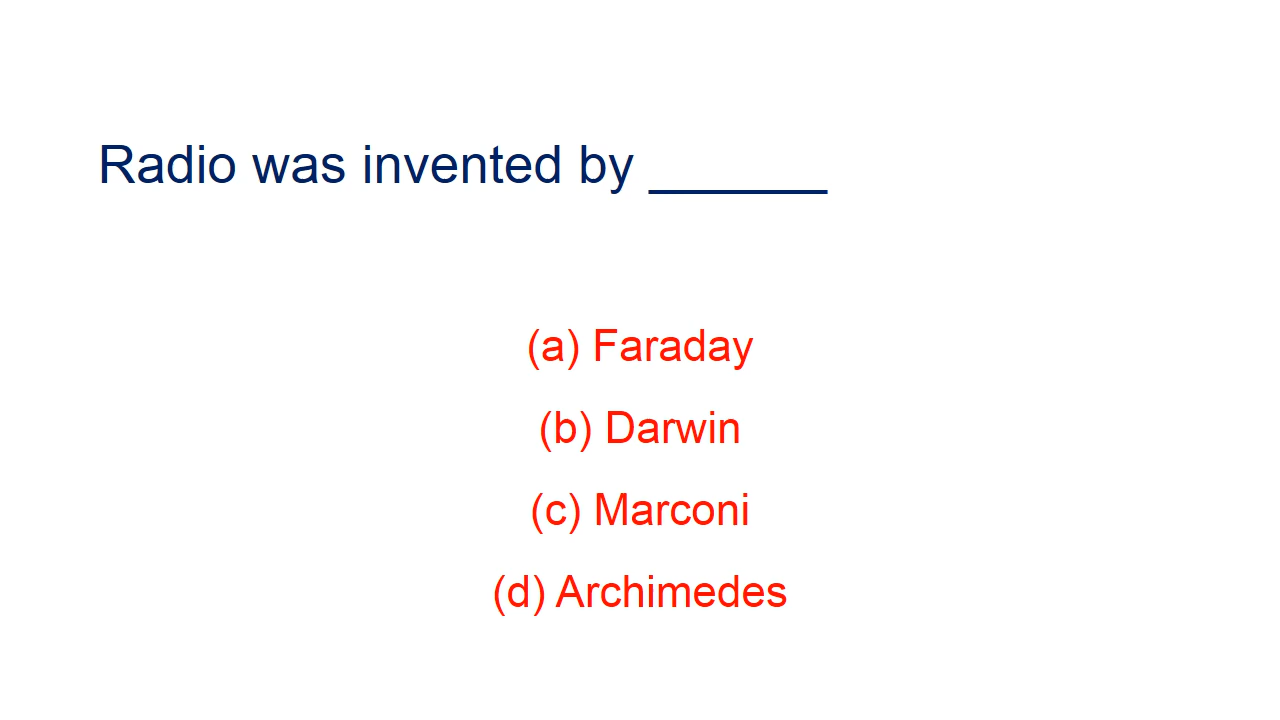 Radio was invented by ______
(a) Faraday
(b) Darwin
(c) Marconi
(d) Archimedes